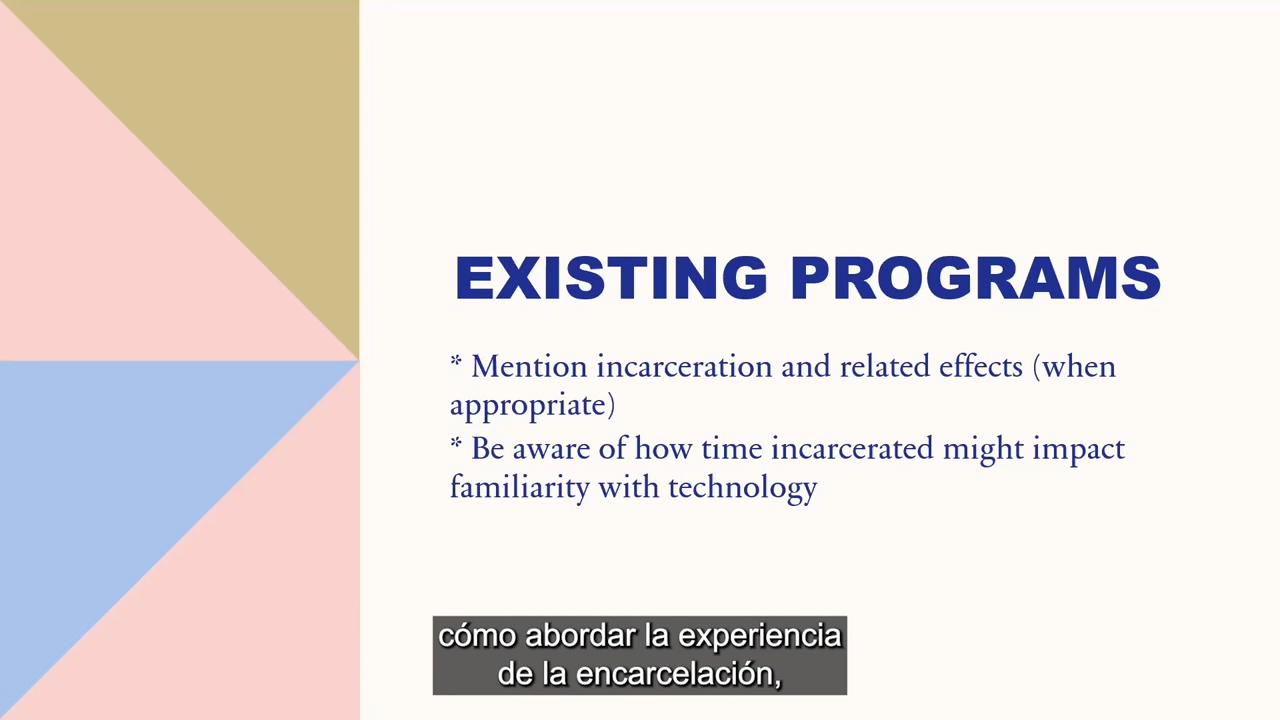 EXISTING PROGRAMS
* Mention incarceration and related effects (when
appropriate)
* Be aware of how time incarcerated might impact
familiarity with technology
cómo abordar la experiencia
de la encarcelación,